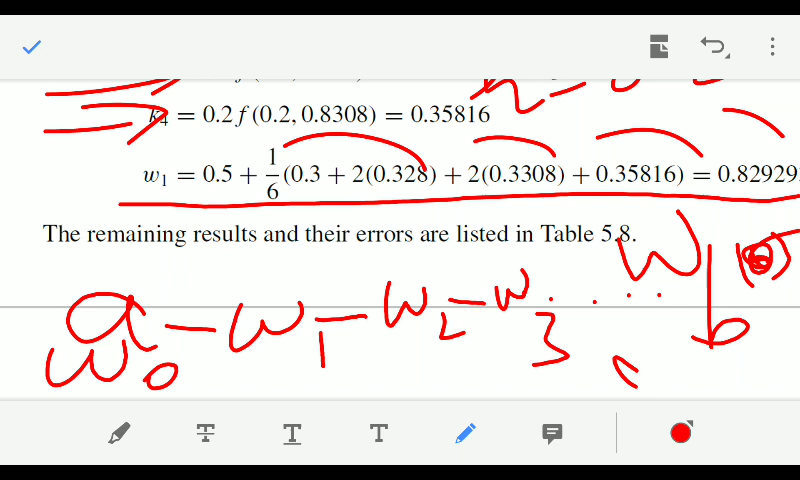 k₄ = 0.2 f (0.2, 0.8308) = 0.35816
w₁ = 0.5 + 1/6 (0.3 + 2(0.328) + 2(0.3308) + 0.35816) = 0.82929
The remaining results and their errors are listed in Table 5.8.
a - w₁ - w₂ - w₃ . . . . w b
w₀
T T T